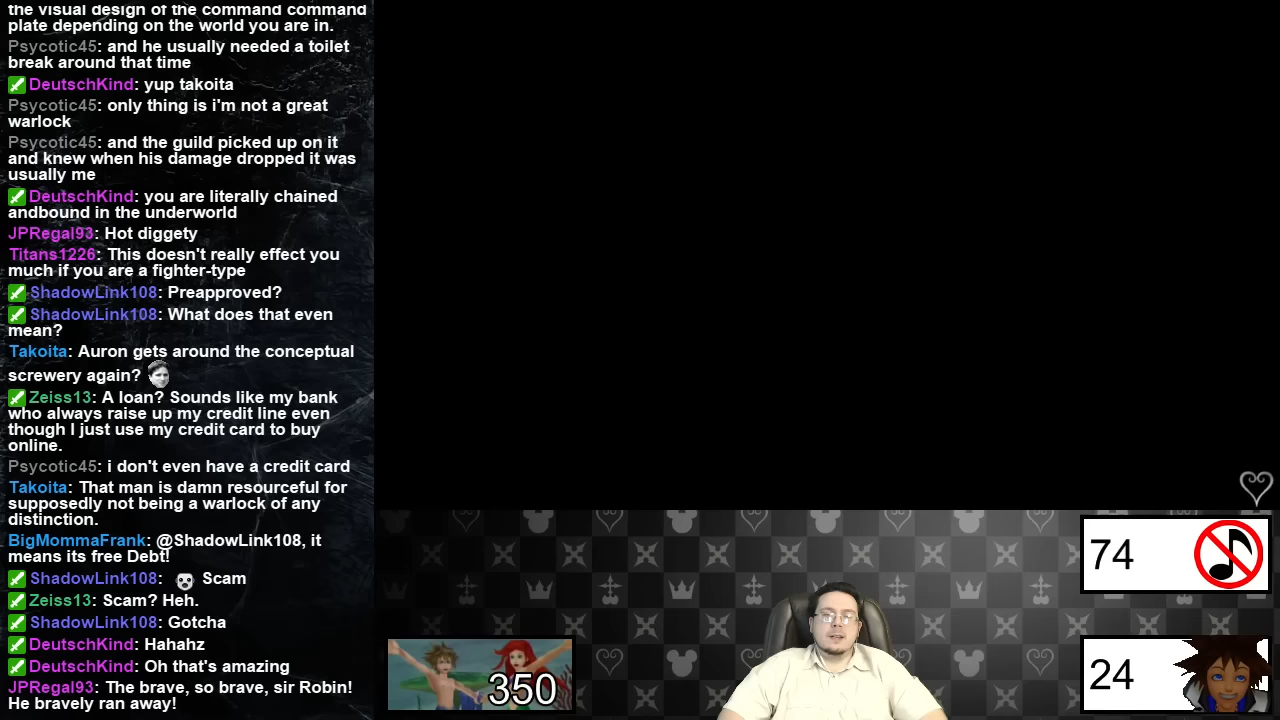 the visual design of the command command
plate depending on the world you are in.
Psycotic45: and he usually needed a toilet
break around that time
DeutschKind: yup takoita
Psycotic45: only thing is i'm not a great
warlock
Psycotic45: and the guild picked up on it
and knew when his damage dropped it was
usually me
DeutschKind: you are literally chained
andbound in the underworld
JPRegal93: Hot diggety
Titans1226: This doesn't really effect you
much if you are a fighter-type
ShadowLink108: Preapproved?
ShadowLink108: What does that even
mean?
Takoita: Auron gets around the conceptual
screwery again?
Zeiss13: A loan? Sounds like my bank
who always raise up my credit line even
though I just use my credit card to buy
online.
Psycotic45: i don't even have a credit card
Takoita: That man is damn resourceful for
supposedly not being a warlock of any
distinction.
BigMommaFrank: @ShadowLink108, it
means its free Debt!
ShadowLink108: Scam
Zeiss13: Scam? Heh.
ShadowLink108: Gotcha
DeutschKind: Hahahz
DeutschKind: Oh that's amazing
JPRegal93: The brave, so brave, sir Robin!
He bravely ran away!
350
74
24